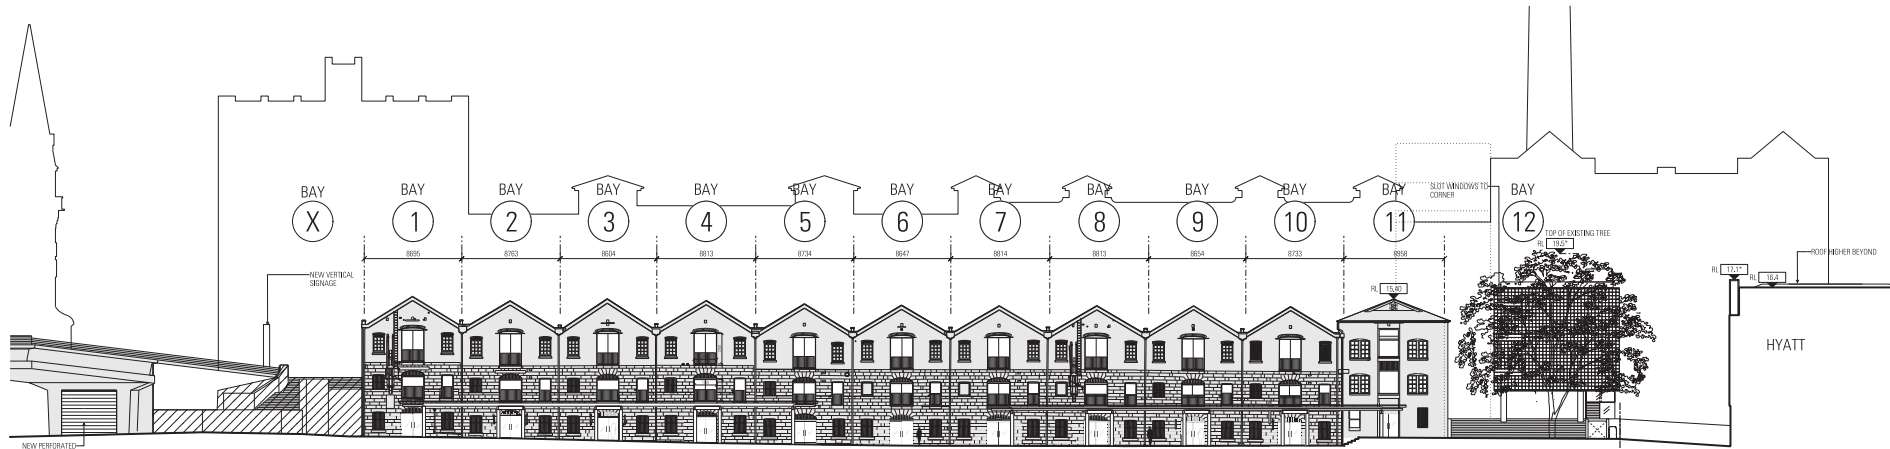 BAY
X
BAY
1
BAY
2
BAY
3
BAY
4
BAY
5
BAY
6
BAY
7
BAY
8
BAY
9
BAY
10
BAY
11
BAY
12
SLOT WINDOWS TO
CORNER
TOP OF EXISTING TREE
RL 19.5*
8695
8763
8604
8813
8734
8647
8814
8813
8654
8733
8958
ROOF HIGHER BEYOND
NEW VERTICAL
SIGNAGE
RL 17.1*
RL 16.4
RL 15.40
HYATT
NEW PERFORATED